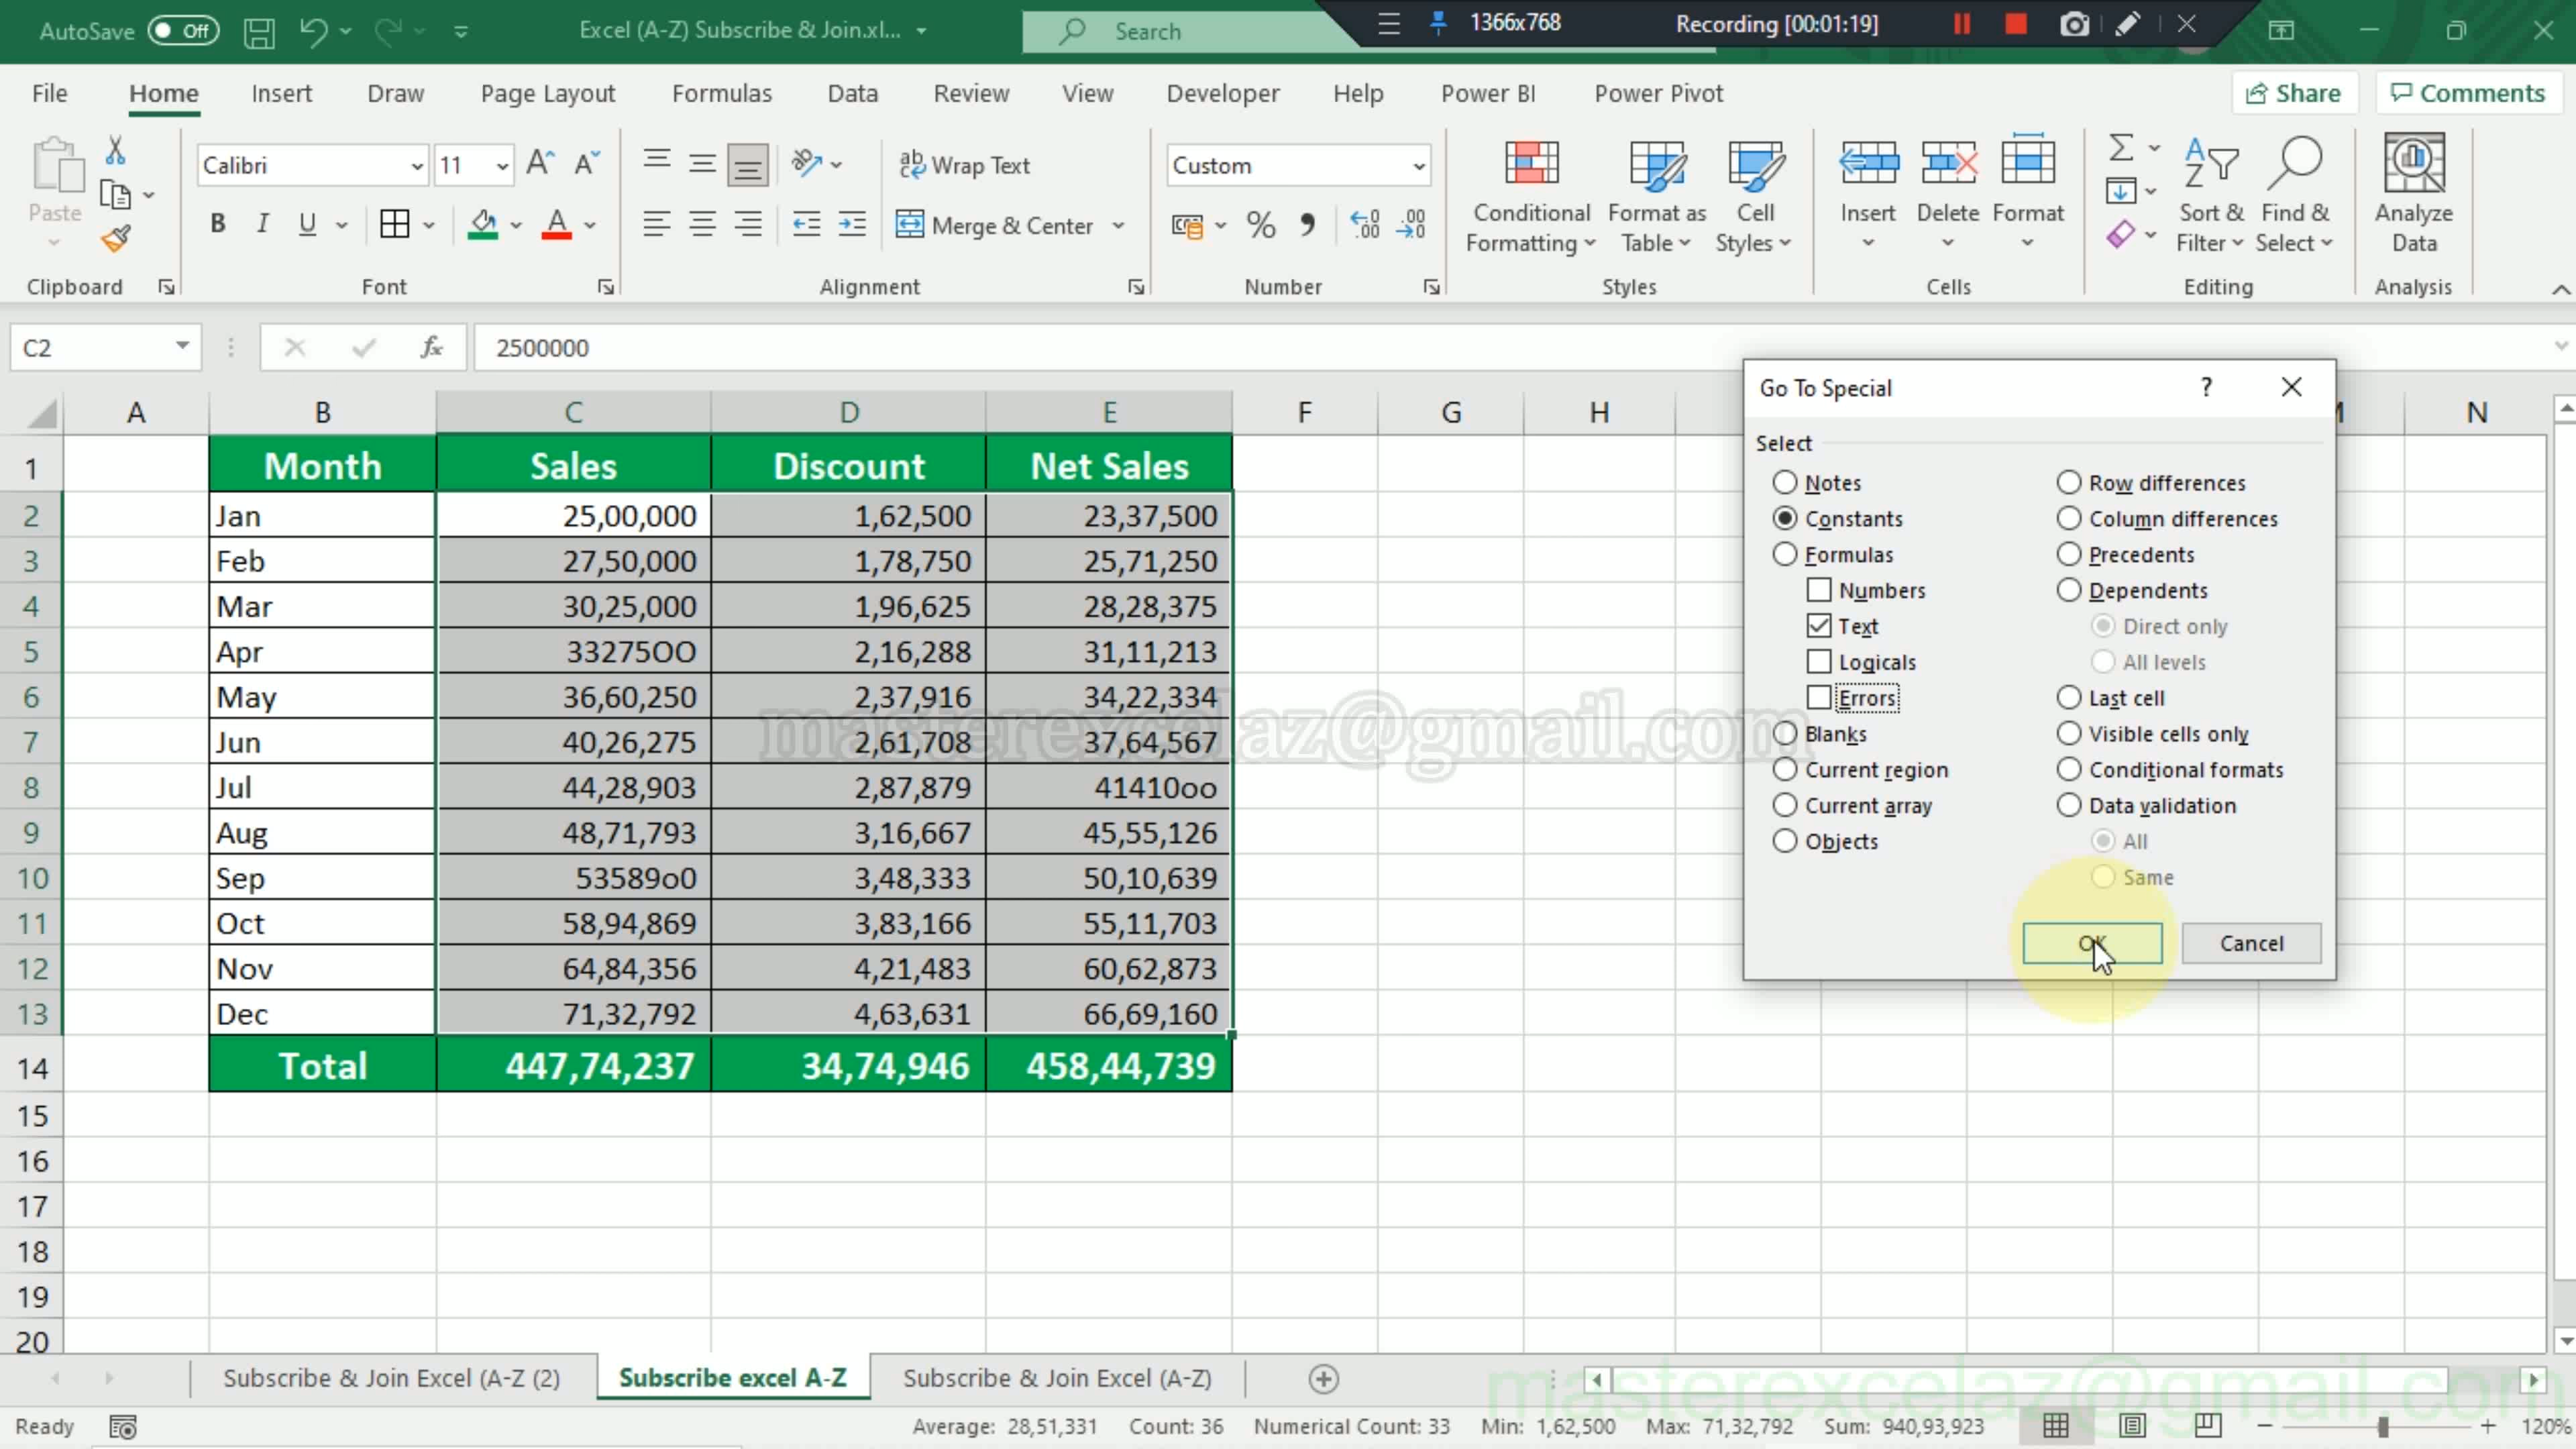 AutoSave Off Excel (A-Z) Subscribe & Join.xl... Search 1366x768 Recording [00:01:19]
File Home Insert Draw Page Layout Formulas Data Review View Developer Help Power BI Power Pivot Share Comments
Paste
Clipboard
Calibri 11
B I U
Font
Wrap Text
Merge & Center
Alignment
Custom
Number
Conditional Formatting
Format as Table
Cell Styles
Styles
Insert Delete Format
Cells
Sort & Filter
Find & Select
Editing
Analyze Data
Analysis
C2 fx 2500000
A B C D E F G H N
1 Month Sales Discount Net Sales
2 Jan 25,00,000 1,62,500 23,37,500
3 Feb 27,50,000 1,78,750 25,71,250
4 Mar 30,25,000 1,96,625 28,28,375
5 Apr 33275OO 2,16,288 31,11,213
6 May 36,60,250 2,37,916 34,22,334
7 Jun 40,26,275 2,61,708 37,64,567
8 Jul 44,28,903 2,87,879 41410oo
9 Aug 48,71,793 3,16,667 45,55,126
10 Sep 53589o0 3,48,333 50,10,639
11 Oct 58,94,869 3,83,166 55,11,703
12 Nov 64,84,356 4,21,483 60,62,873
13 Dec 71,32,792 4,63,631 66,69,160
14 Total 447,74,237 34,74,946 458,44,739
15
16
17
18
19
20
masterexcelaz@gmail.com
Go To Special ?
Select
Notes Row differences
Constants Column differences
Formulas Precedents
Numbers Dependents
Text Direct only
Logicals All levels
Errors Last cell
Blanks Visible cells only
Current region Conditional formats
Current array Data validation
Objects All
Same
OK Cancel
Subscribe & Join Excel (A-Z (2) Subscribe excel A-Z Subscribe & Join Excel (A-Z)
masterexcelaz@gmail.com
Ready Average: 28,51,331 Count: 36 Numerical Count: 33 Min: 1,62,500 Max: 71,32,792 Sum: 940,93,923 120%